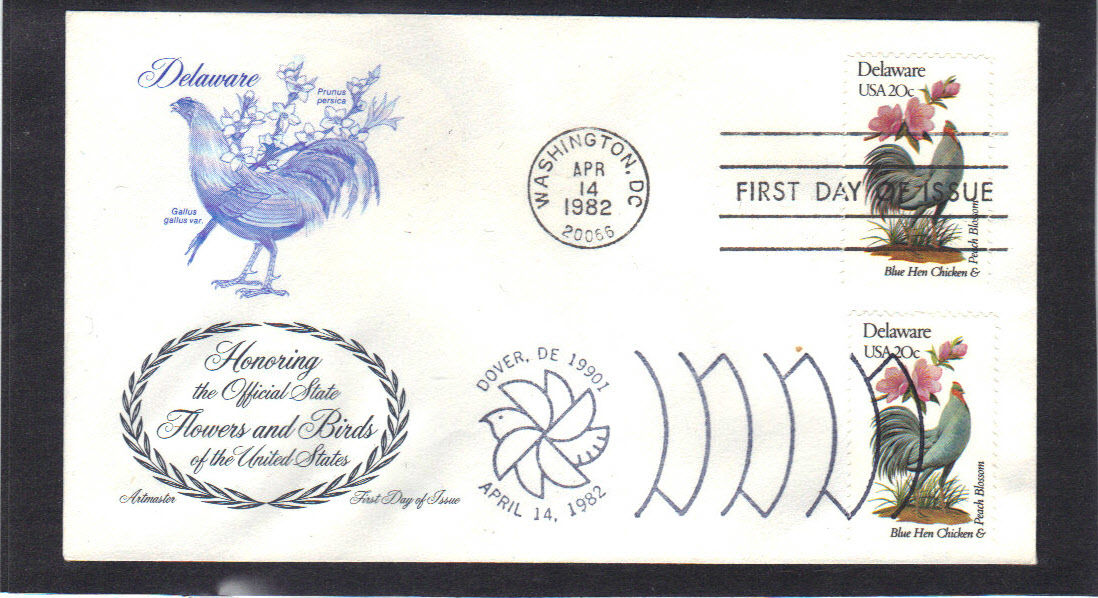 Delaware
Prunus
persica
Gallus
gallus var.
Honoring
the Official State
Flowers and Birds
of the United States
Artmaster
First Day of Issue
WASHINGTON, DC
APR
14
1982
20066
FIRST DAY OF ISSUE
Delaware
USA 20c
Blue Hen Chicken &
Peach Blossom
DOVER, DE 19901
APRIL 14, 1982
Delaware
USA 20c
Blue Hen Chicken &
Peach Blossom